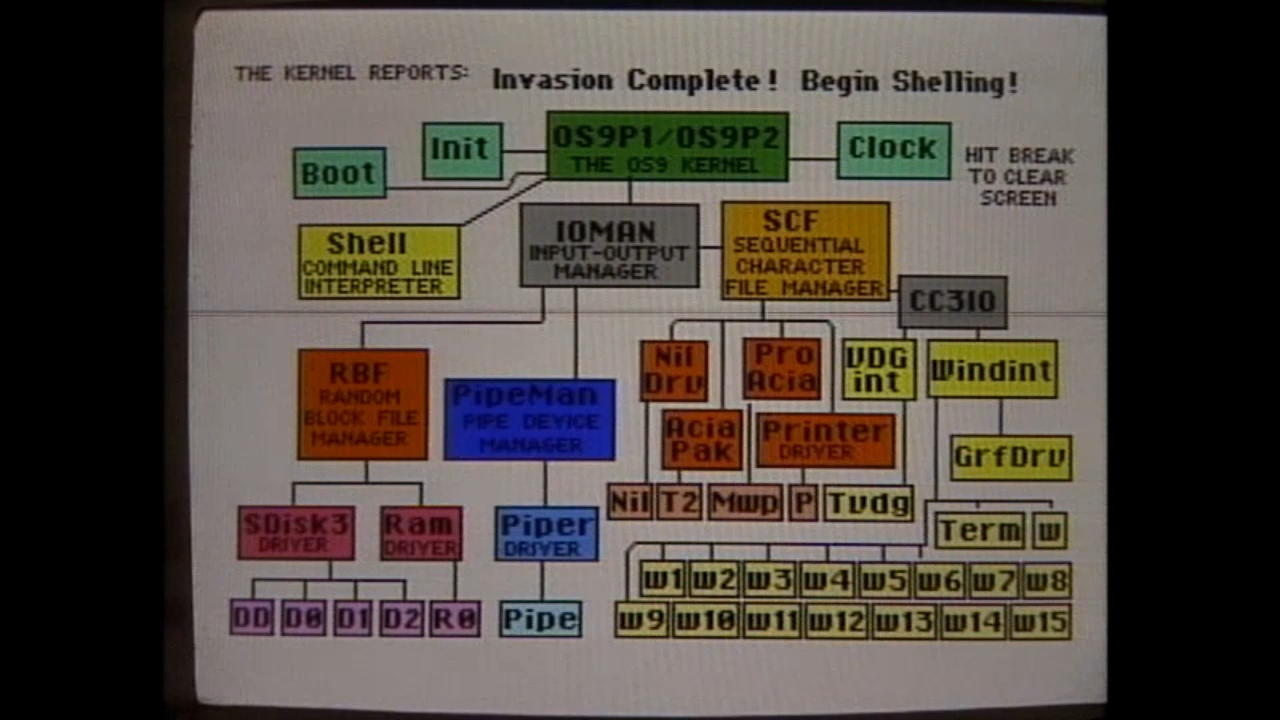 THE KERNEL REPORTS: Invasion Complete! Begin Shelling!
OS9P1/OS9P2
THE OS9 KERNEL
Init
Clock
Boot
HIT BREAK
TO CLEAR
SCREEN
Shell
COMMAND LINE
INTERPRETER
IOMAN
INPUT-OUTPUT
MANAGER
SCF
SEQUENTIAL
CHARACTER
FILE MANAGER
CC3IO
RBF
RANDOM
BLOCK FILE
MANAGER
PipeMan
PIPE DEVICE
MANAGER
Nil
Drv
Pro
Acia
VDG
int
Windint
Acia
Pak
Printer
DRIVER
GrfDrv
Nil T2 Mwp P Tvdg
Term w
SDisk3
DRIVER
Ram
DRIVER
Piper
DRIVER
w1 w2 w3 w4 w5 w6 w7 w8
DD D0 D1 D2 R0
Pipe
w9 w10 w11 w12 w13 w14 w15